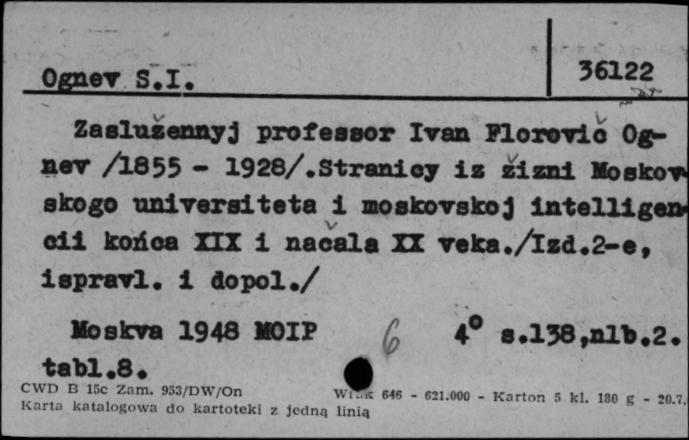 Ognev S.I.
36122
Zaslužennyj professor Ivan Florovič Og-
nev /1855 - 1928/.Stranicy iz žizni Moskov-
skogo universiteta i moskovskoj intelligen-
cii końca XIX i načala XX veka./Izd.2-e,
ispravl. i dopol./
Moskva 1948 MOIP 6 4° s.138,nlb.2.
tabl.8.
CWD B 15c Zam. 953/DW/On
646 - 621.000 - Karton 5 kl. 180 g - 20.7.
Karta katalogowa do kartoteki z jedną linią